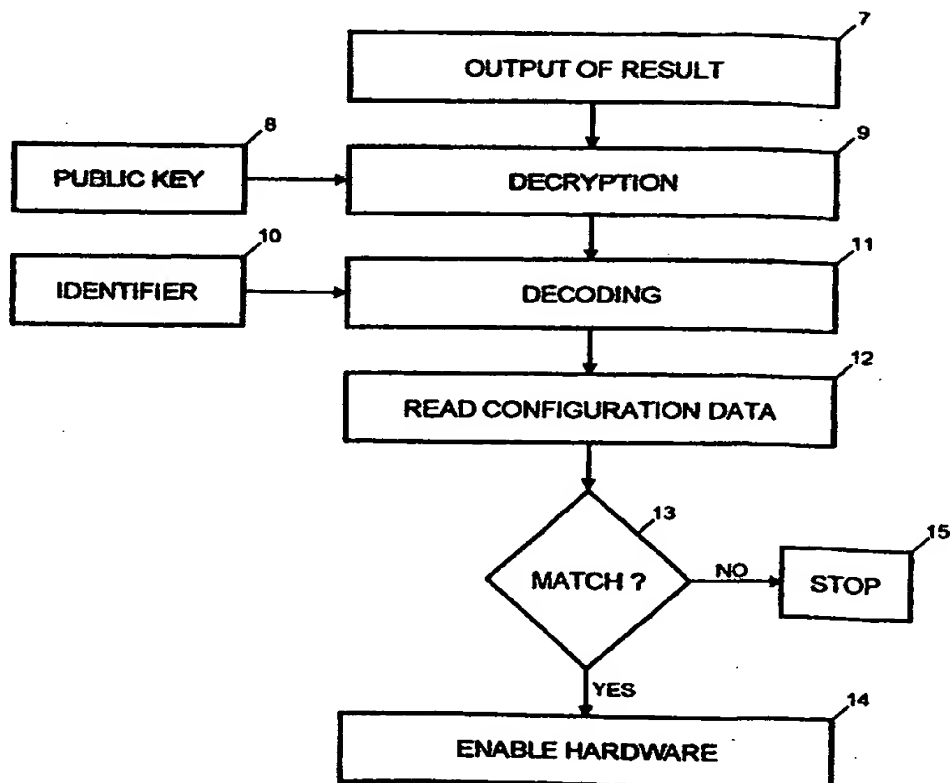 7
OUTPUT OF RESULT
8
9
PUBLIC KEY
DECRYPTION
10
11
IDENTIFIER
DECODING
12
READ CONFIGURATION DATA
13
15
MATCH ?
NO
STOP
YES
14
ENABLE HARDWARE